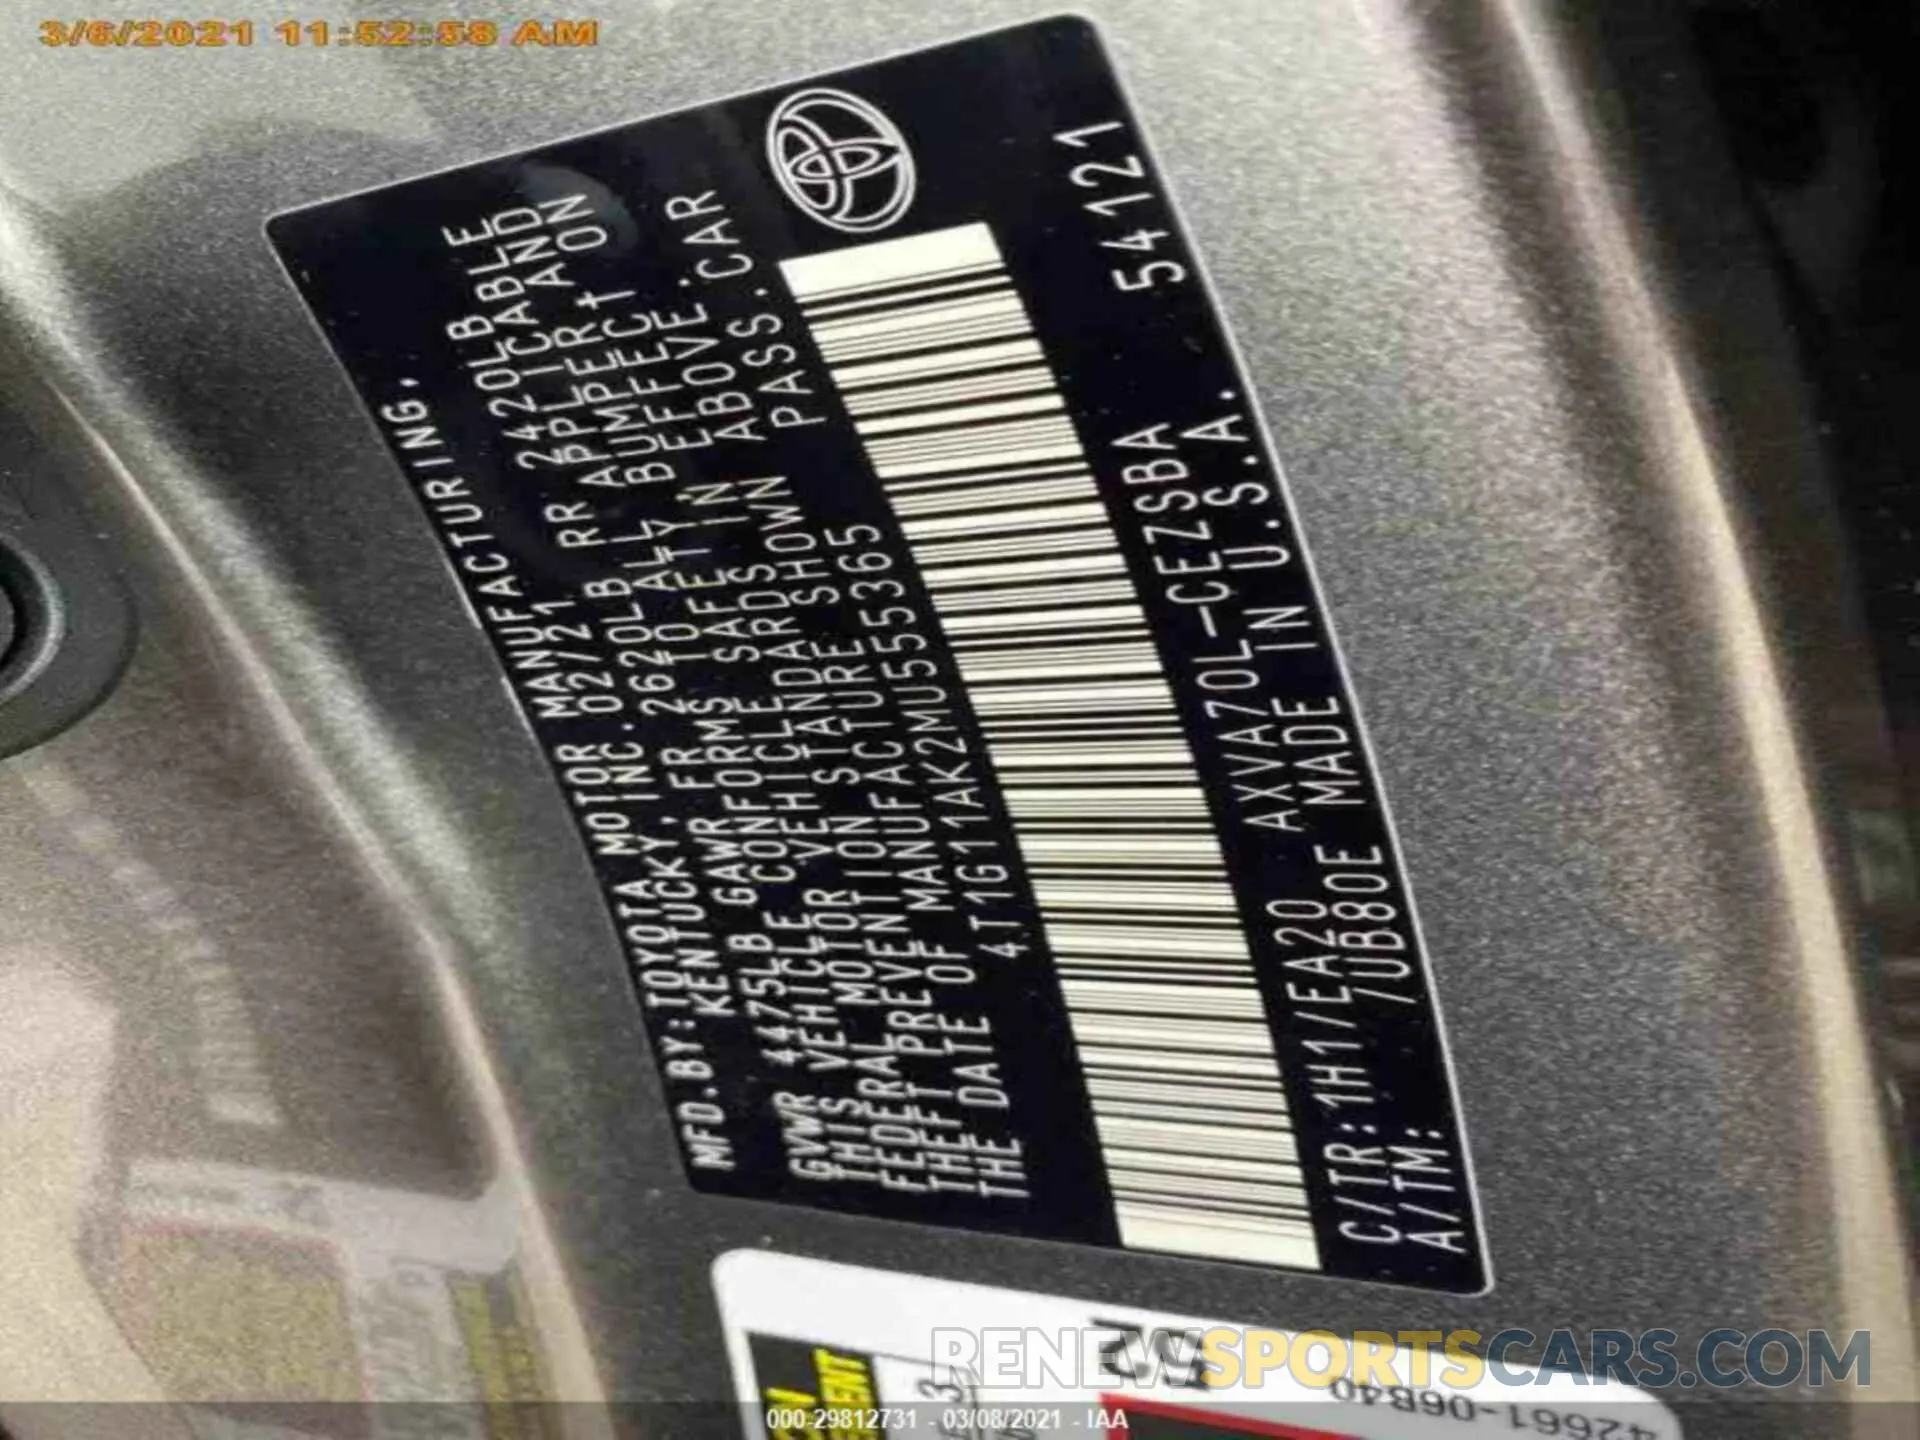 3/6/2021 11:52:58 AM
MFD.BY:TOYOTA MOTOR MANUFACTURING,
KENTUCKY, INC. 02/21
GVWR 4475LB GAWR FR 2620LB RR 2420LB
THIS VEHICLE CONFORMS TO ALL APPLICABLE
FEDERAL MOTOR VEHICLE SAFETY BUMPER, AND
THEFT PREVENTION STANDARDS IN EFFECT ON
THE DATE OF MANUFACTURE SHOWN ABOVE.
4T1G11AK2MU555365 PASS.CAR
C/TR:1H1/EA20 AXVA70L-CEZSBA 54121
A/TM: /UB80E MADE IN U.S.A.
42661-06B40
RENEWSPORTSCARS.COM
000-29812731 - 03/08/2021 - IAA